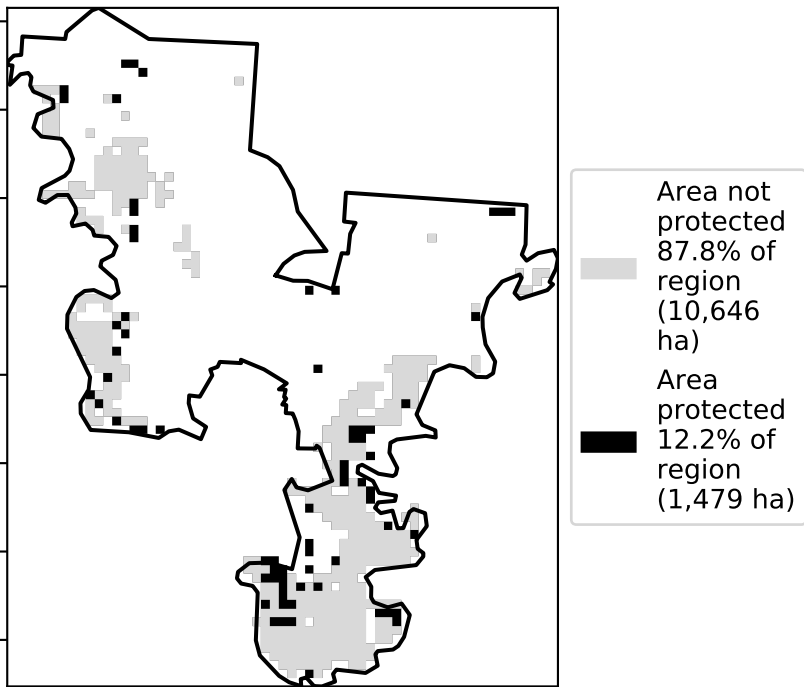 Area not
protected
87.8% of
region
(10,646
ha)
Area
protected
12.2% of
region
(1,479 ha)